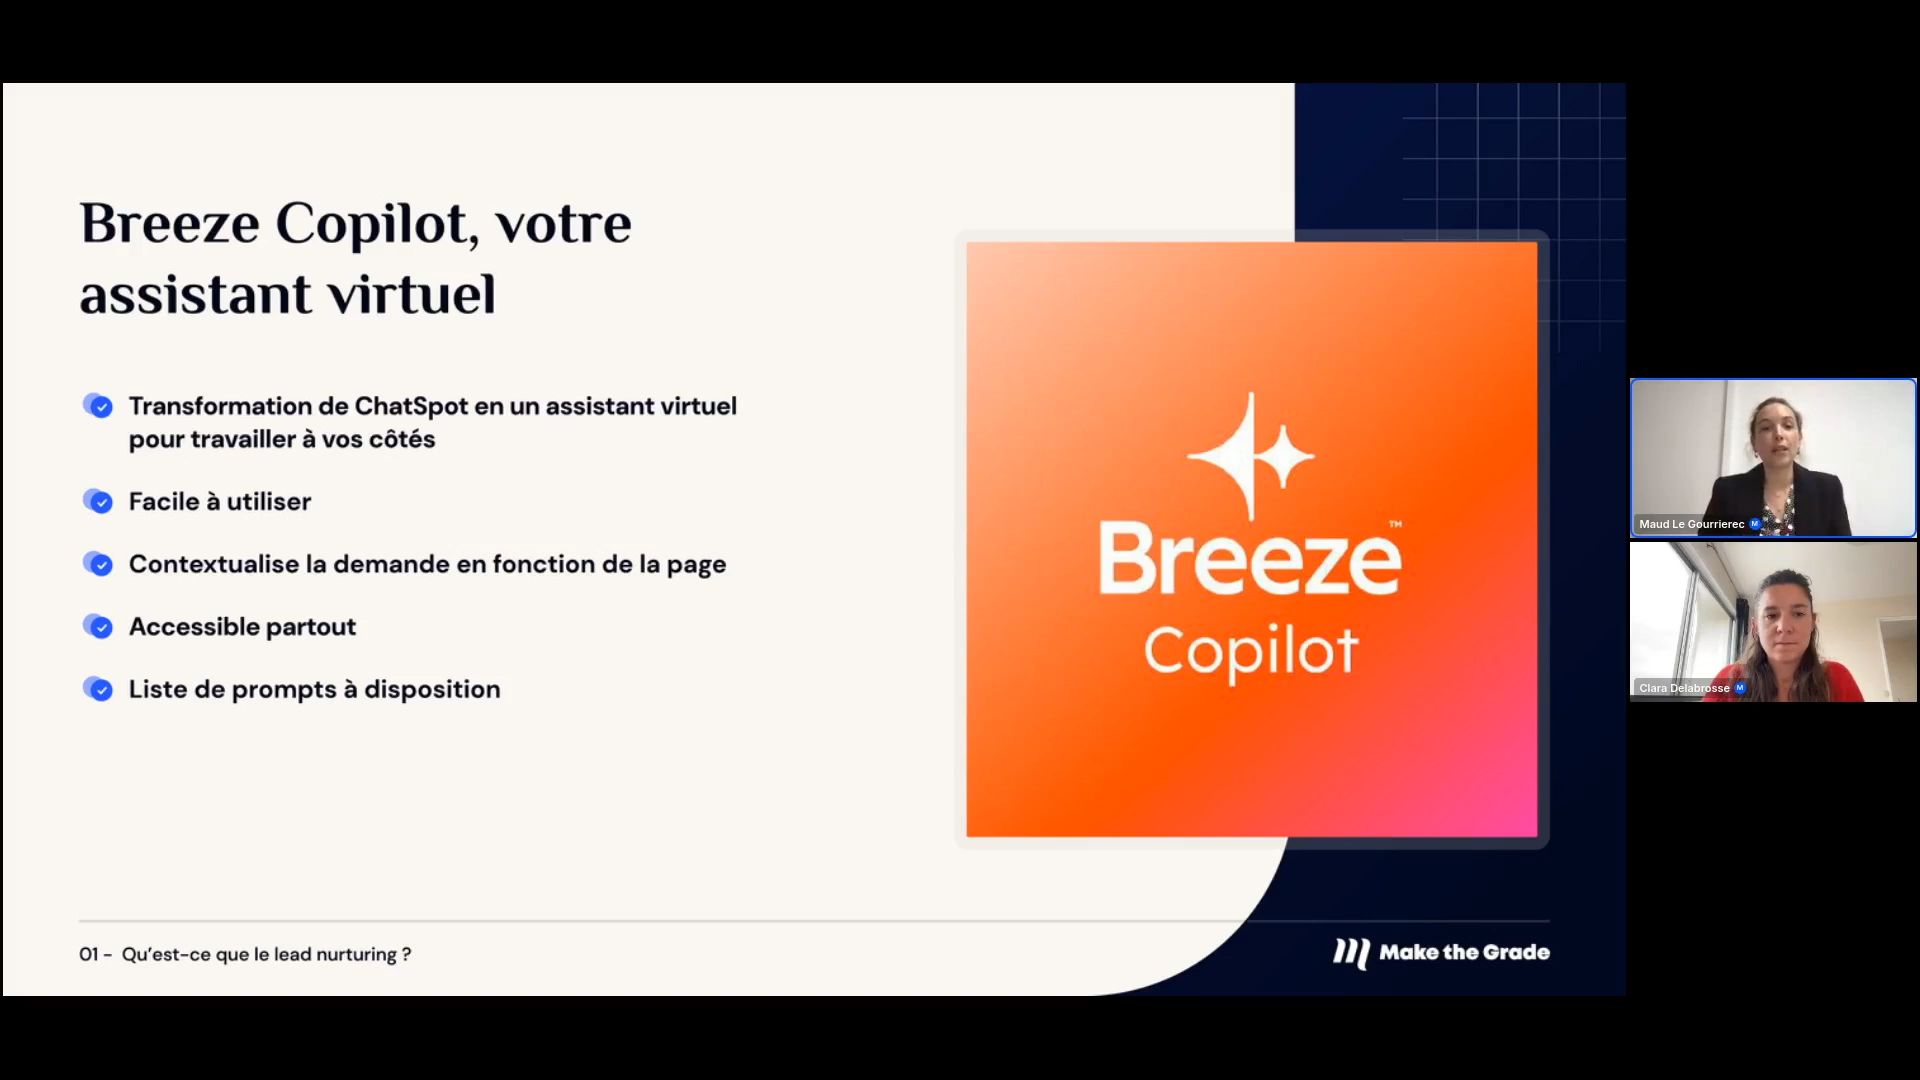 Breeze Copilot, votre
assistant virtuel
Transformation de ChatSpot en un assistant virtuel
pour travailler à vos côtés
Facile à utiliser
Contextualise la demande en fonction de la page
Accessible partout
Liste de prompts à disposition
Breeze™
Copilot
01 - Qu’est-ce que le lead nurturing ?
Make the Grade
Maud Le Gourrierec M
Clara Delabrosse M